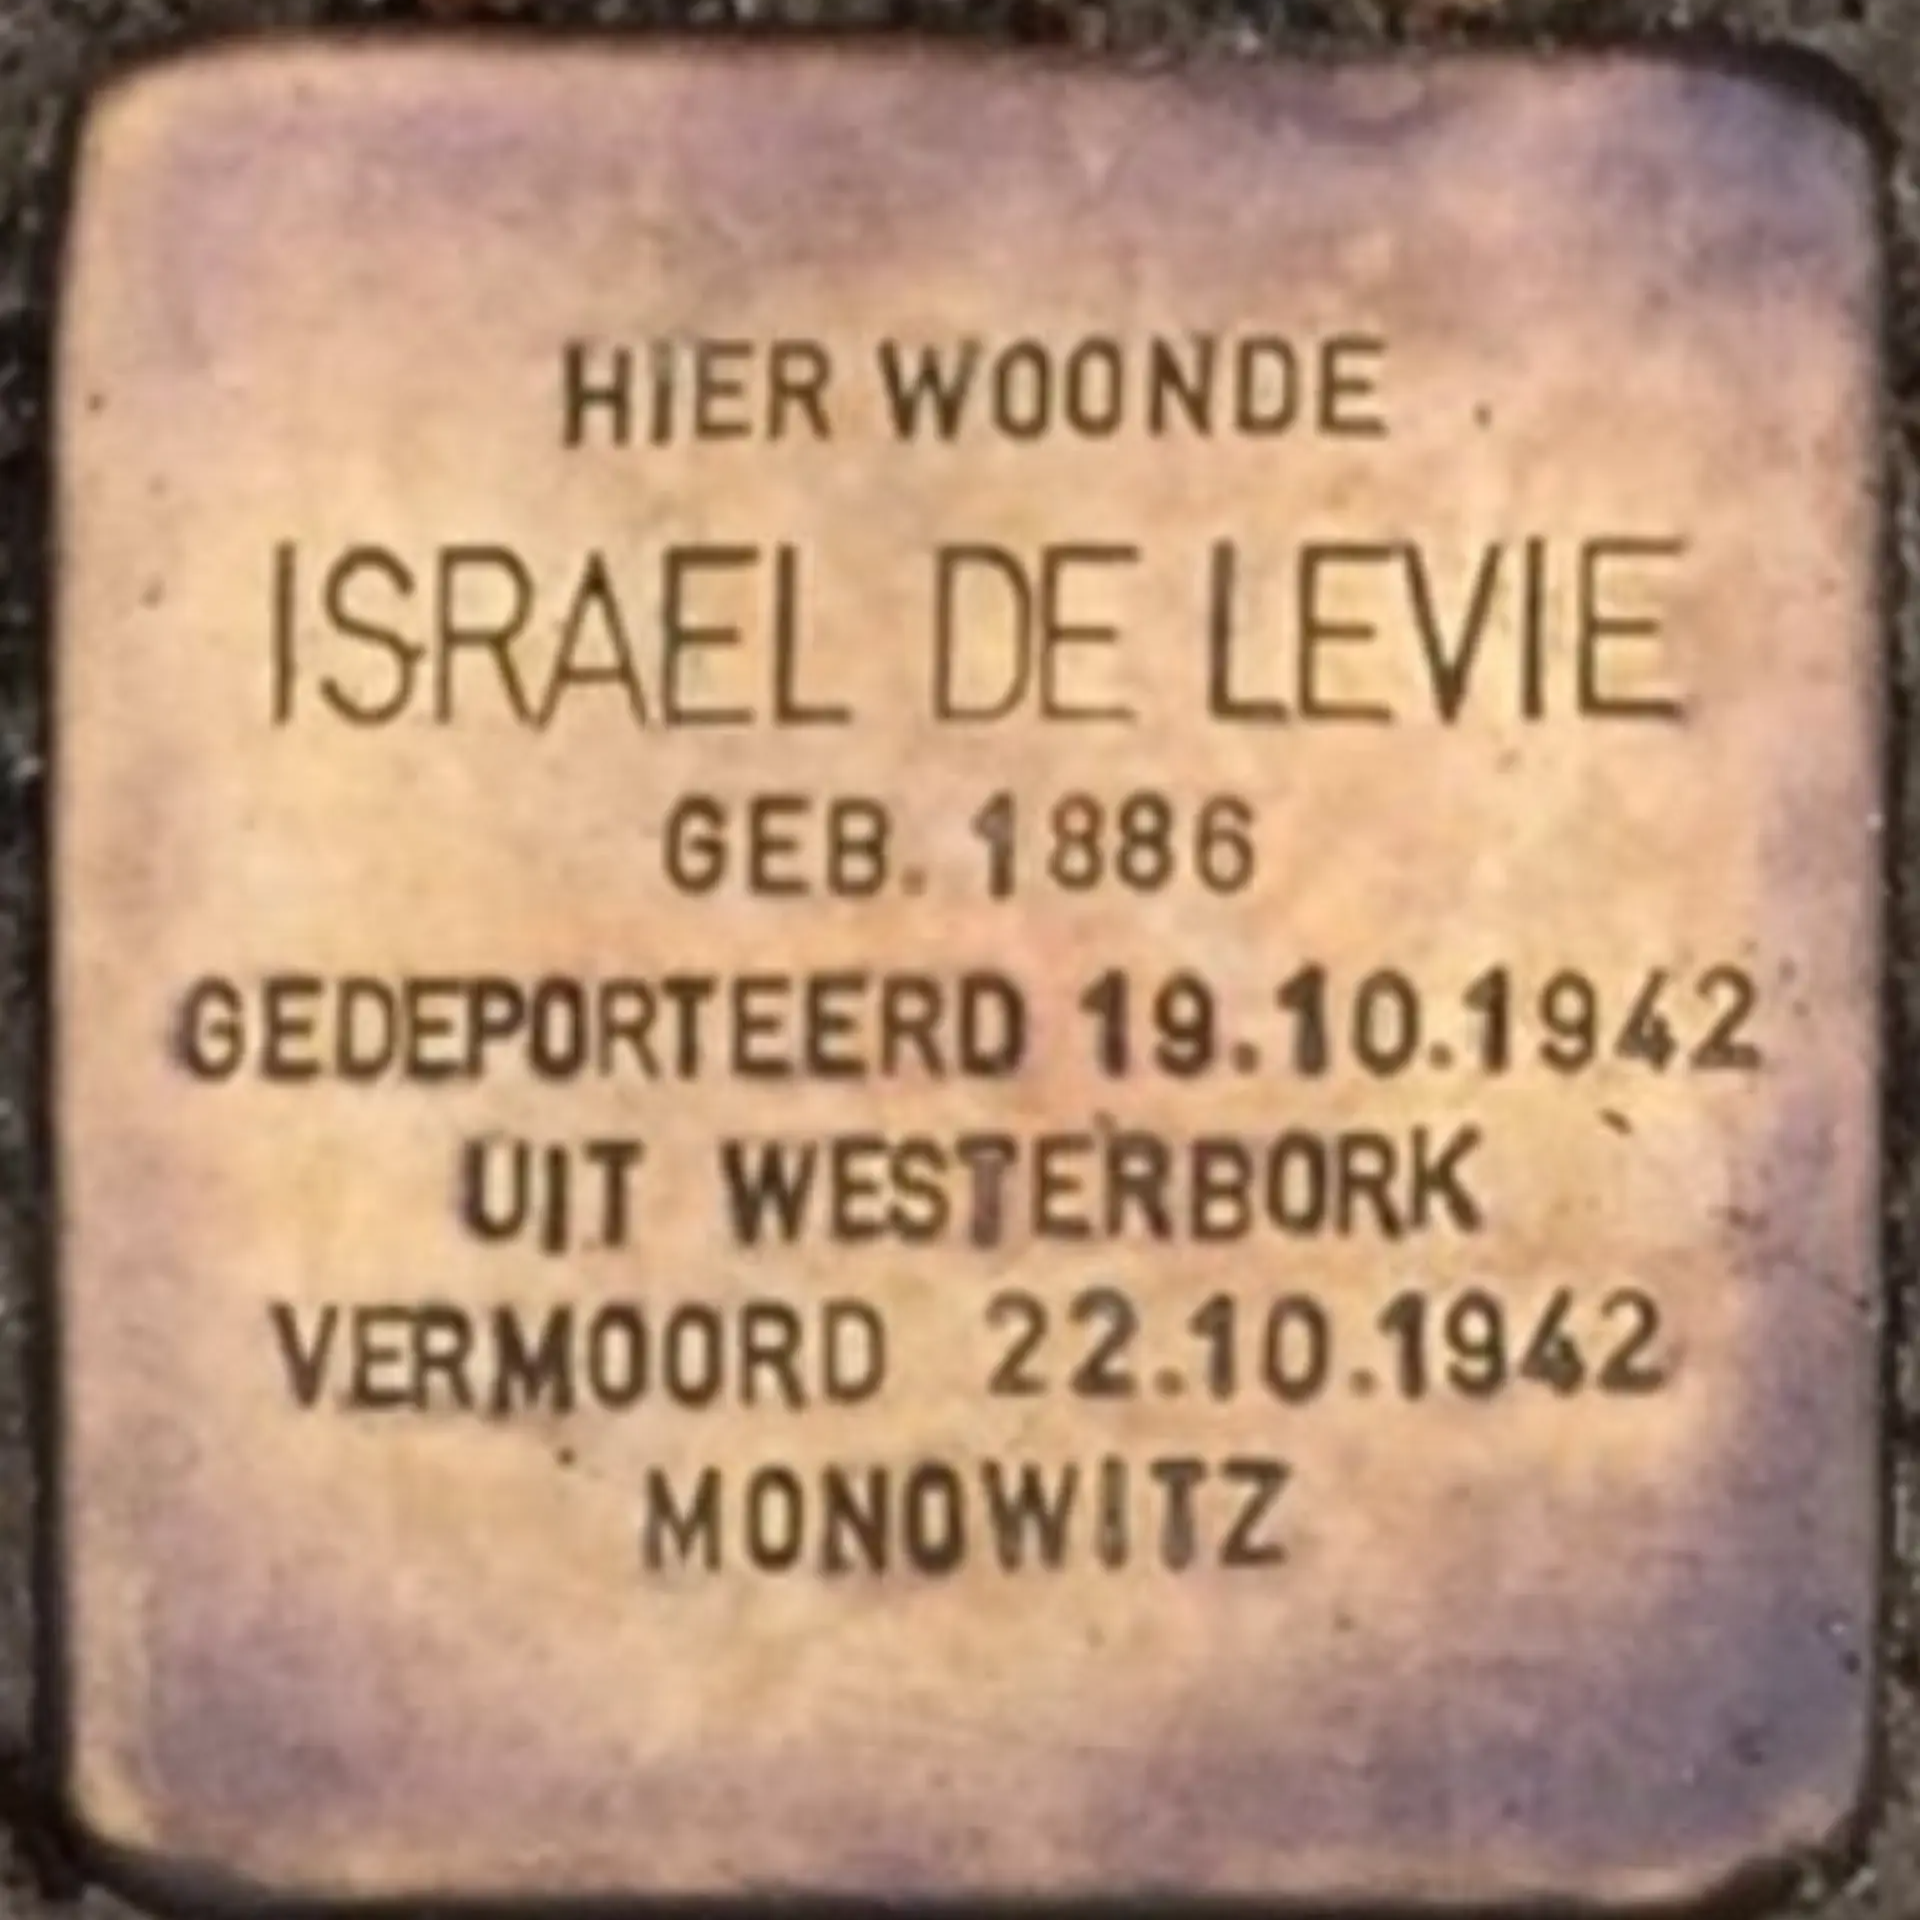 HIER WOONDE
ISRAEL DE LEVIE
GEB. 1886
GEDEPORTEERD 19.10.1942
UIT WESTERBORK
VERMOORD 22.10.1942
MONOWITZ